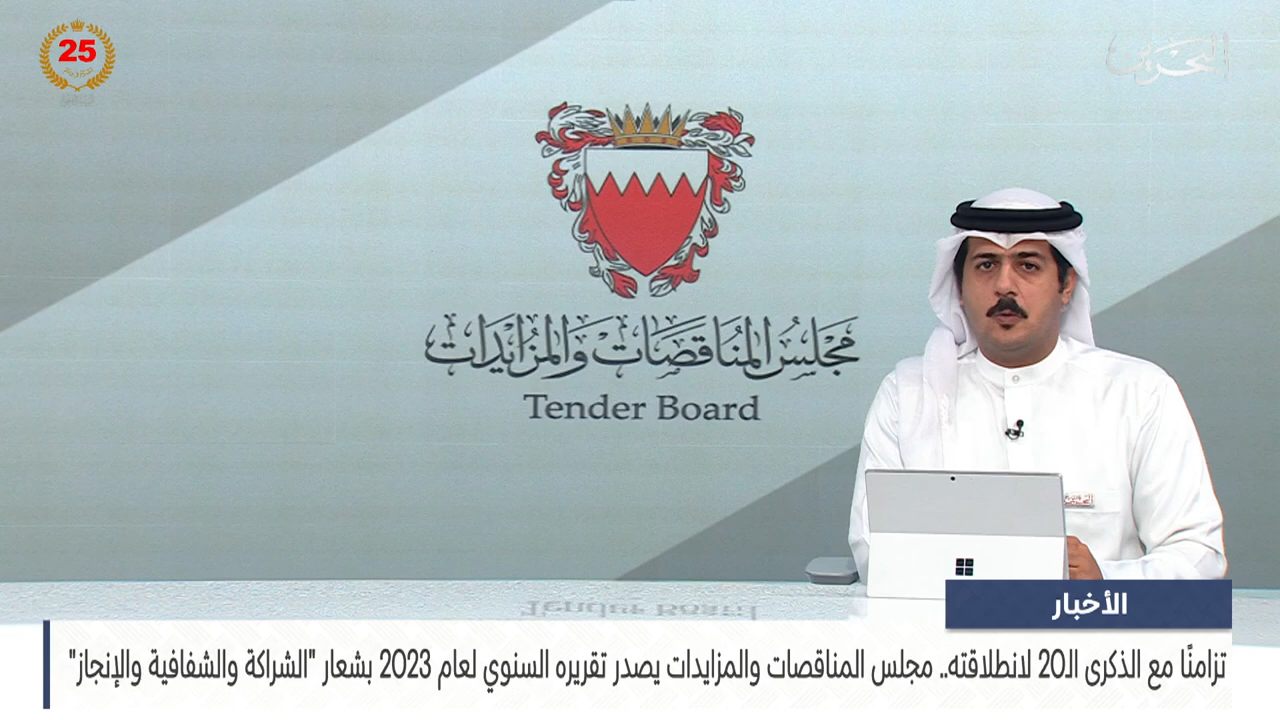 25
البحرين
مجلس المناقصات والمزايدات
Tender Board
الأخبار
تزامنًا مع الذكرى الـ20 لانطلاقته.. مجلس المناقصات والمزايدات يصدر تقريره السنوي لعام 2023 بشعار "الشراكة والشفافية والإنجاز"